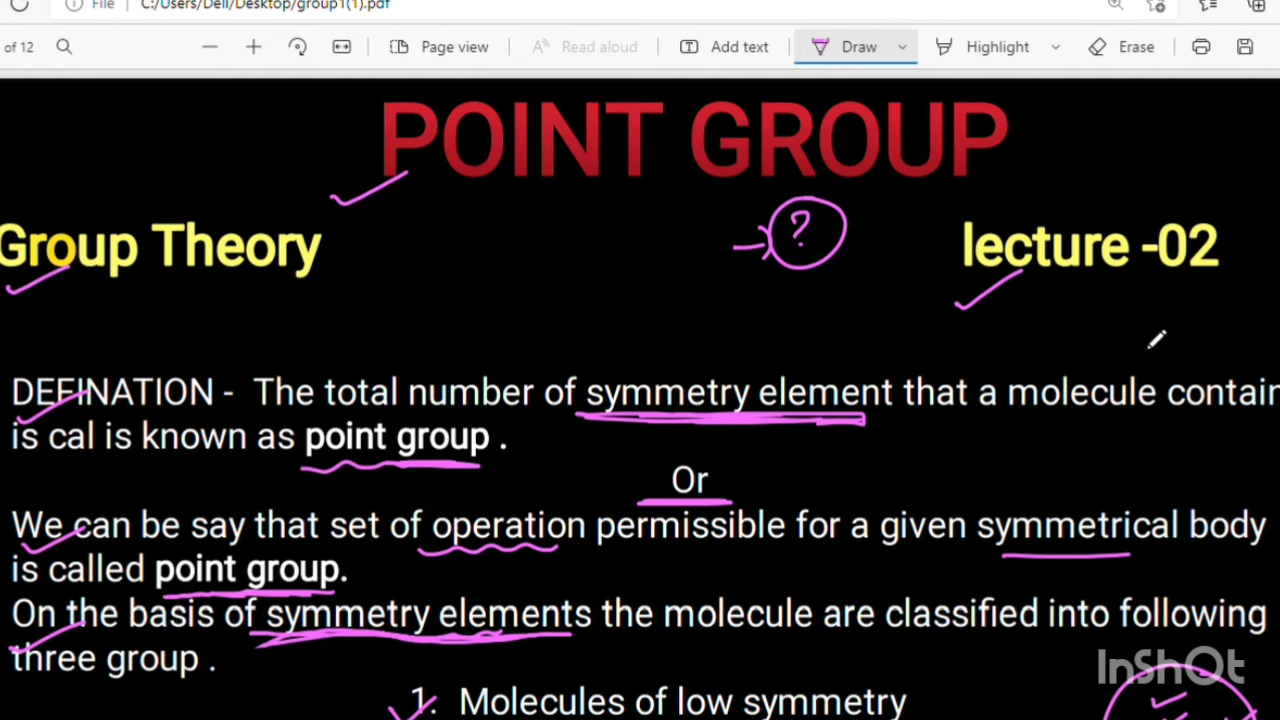 File C:/Users/Dell/Desktop/group1(1).pdf
of 12 Page view Read aloud Add text Draw Highlight Erase
POINT GROUP
?
Group Theory lecture -02
DEFINATION - The total number of symmetry element that a molecule contain
is cal is known as point group .
Or
We can be say that set of operation permissible for a given symmetrical body
is called point group.
On the basis of symmetry elements the molecule are classified into following
three group .
InShOt
1. Molecules of low symmetry